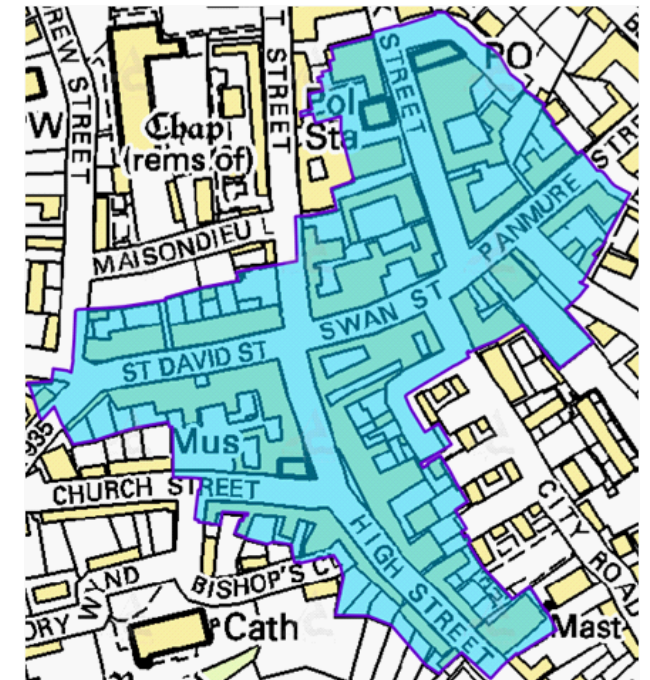 REW STREET
STREET
STREET
PO
W
Chap
(rems of)
Pol
Sta
STRE
PANMURE
MAISONDIEU L
SWAN ST
ST DAVID ST
935
Mus
CHURCH STREET
CITY ROAD
HIGH STREET
BISHOP'S CL
WYND
ORY
Cath
Mast